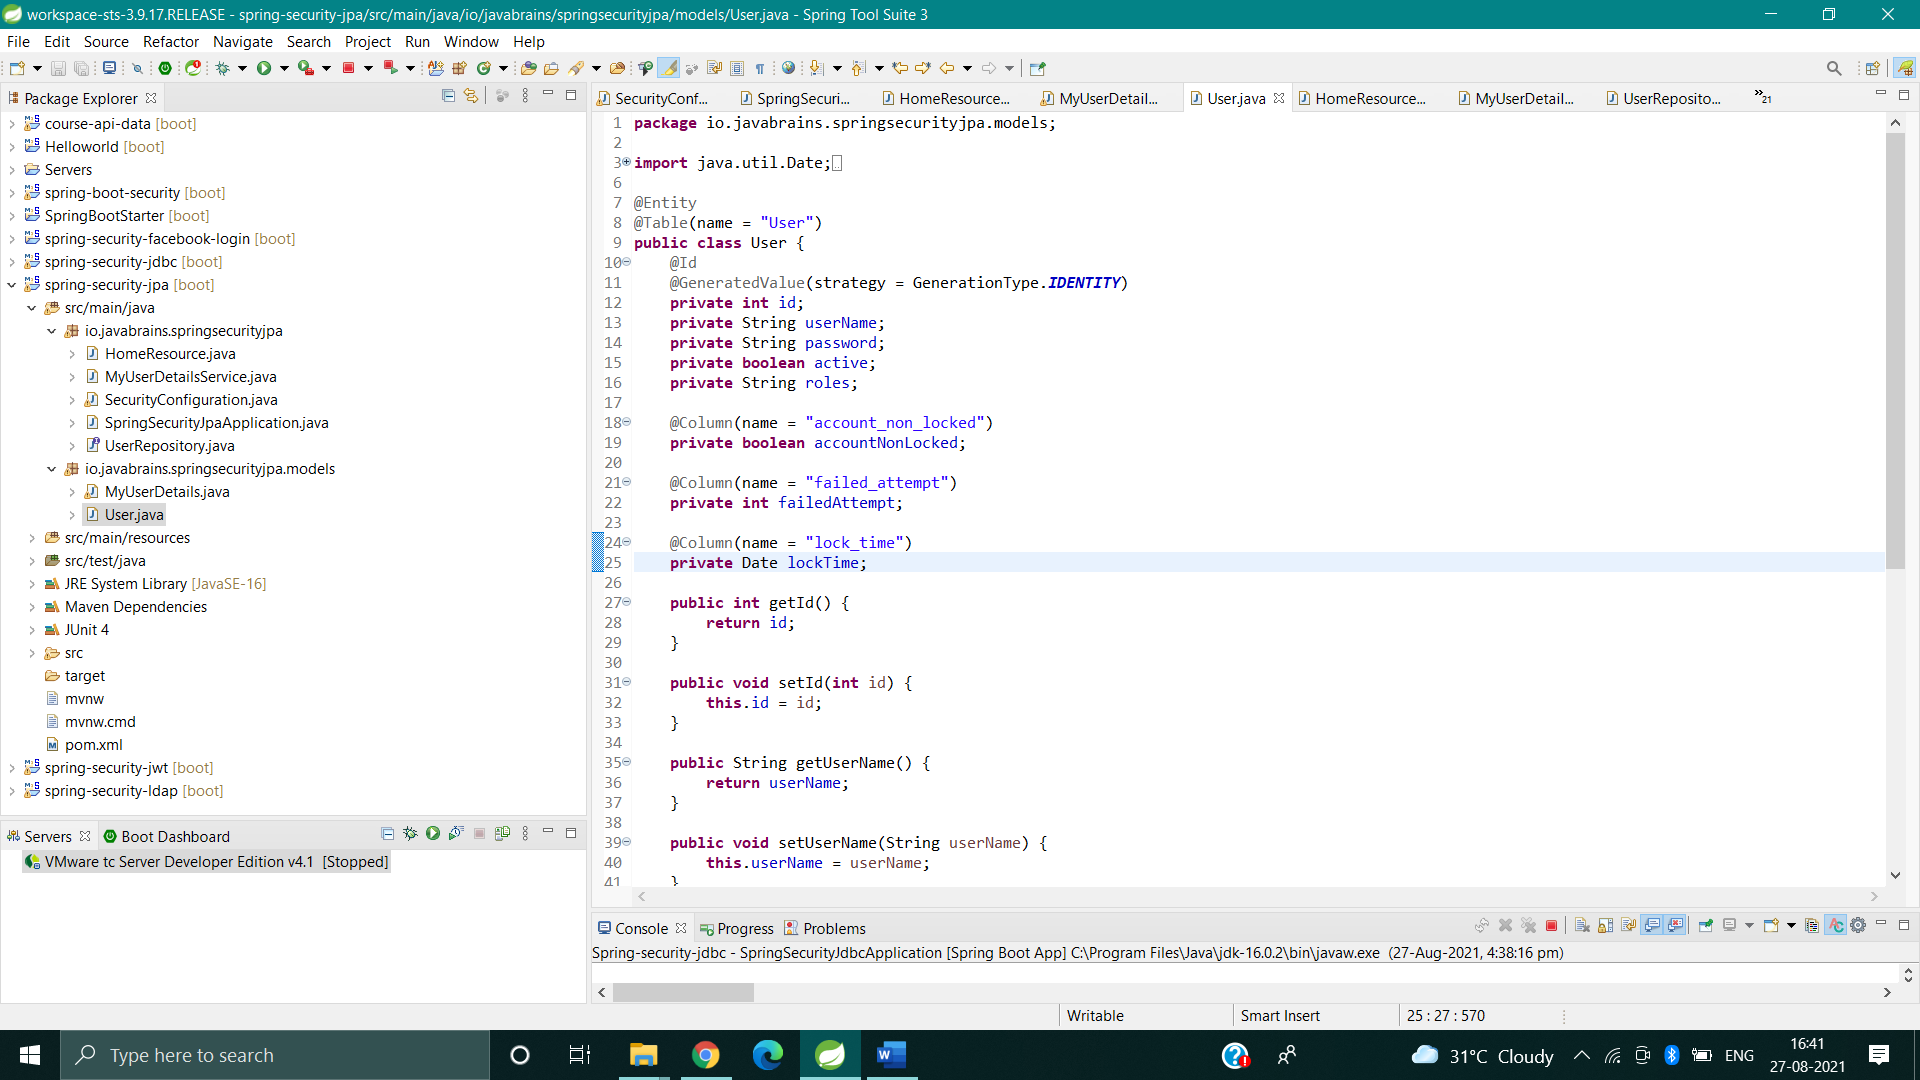 workspace-sts-3.9.17.RELEASE - spring-security-jpa/src/main/java/io/javabrains/springsecurityjpa/models/User.java - Spring Tool Suite 3
File Edit Source Refactor Navigate Search Project Run Window Help
Package Explorer
course-api-data [boot]
Helloworld [boot]
Servers
spring-boot-security [boot]
SpringBootStarter [boot]
spring-security-facebook-login [boot]
spring-security-jdbc [boot]
spring-security-jpa [boot]
src/main/java
io.javabrains.springsecurityjpa
HomeResource.java
MyUserDetailsService.java
SecurityConfiguration.java
SpringSecurityJpaApplication.java
UserRepository.java
io.javabrains.springsecurityjpa.models
MyUserDetails.java
User.java
src/main/resources
src/test/java
JRE System Library [JavaSE-16]
Maven Dependencies
JUnit 4
src
target
mvnw
mvnw.cmd
pom.xml
spring-security-jwt [boot]
spring-security-ldap [boot]
Servers Boot Dashboard
VMware tc Server Developer Edition v4.1 [Stopped]
SecurityConf... SpringSecuri... HomeResource... MyUserDetail... User.java HomeResource... MyUserDetail... UserReposito... »21
1 package io.javabrains.springsecurityjpa.models;
2
3 import java.util.Date;
6
7 @Entity
8 @Table(name = "User")
9 public class User {
10 @Id
11 @GeneratedValue(strategy = GenerationType.IDENTITY)
12 private int id;
13 private String userName;
14 private String password;
15 private boolean active;
16 private String roles;
17
18 @Column(name = "account_non_locked")
19 private boolean accountNonLocked;
20
21 @Column(name = "failed_attempt")
22 private int failedAttempt;
23
24 @Column(name = "lock_time")
25 private Date lockTime;
26
27 public int getId() {
28 return id;
29 }
30
31 public void setId(int id) {
32 this.id = id;
33 }
34
35 public String getUserName() {
36 return userName;
37 }
38
39 public void setUserName(String userName) {
40 this.userName = userName;
41 }
Console Progress Problems
Spring-security-jdbc - SpringSecurityJdbcApplication [Spring Boot App] C:\Program Files\Java\jdk-16.0.2\bin\javaw.exe (27-Aug-2021, 4:38:16 pm)
Writable Smart Insert 25 : 27 : 570
Type here to search
31°C Cloudy ENG 16:41
27-08-2021